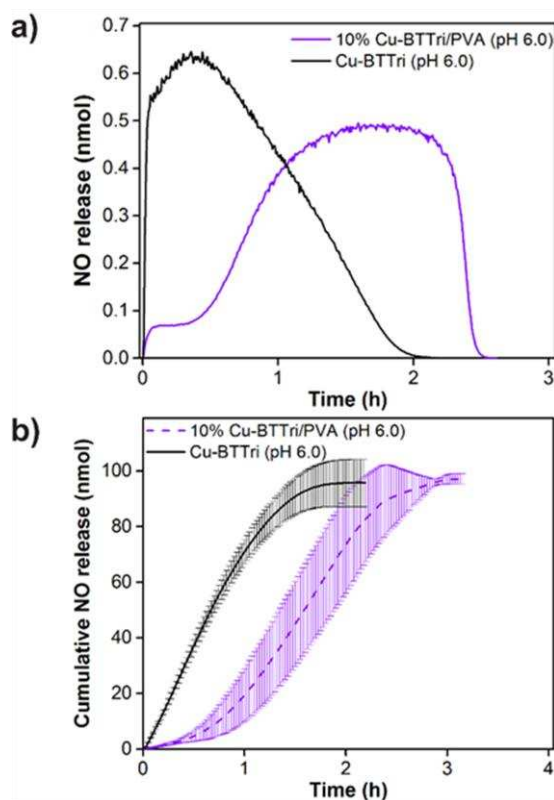 a)
0.7
0.6
0.5
0.4
0.3
0.2
0.1
0.0
NO release (nmol)
10% Cu-BTTri/PVA (pH 6.0)
Cu-BTTri (pH 6.0)
0
1
2
3
Time (h)
b)
100
80
60
40
20
0
Cumulative NO release (nmol)
10% Cu-BTTri/PVA (pH 6.0)
Cu-BTTri (pH 6.0)
0
1
2
3
4
Time (h)